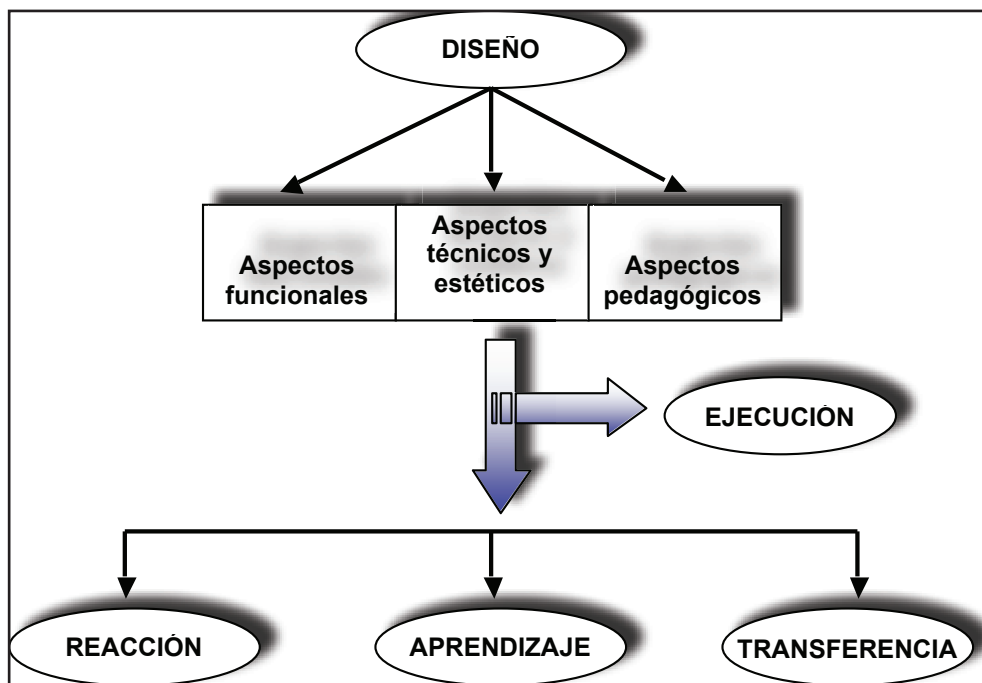 DISEÑO
Aspectos
funcionales
Aspectos
técnicos y
estéticos
Aspectos
pedagógicos
EJECUCIÓN
REACCIÓN
APRENDIZAJE
TRANSFERENCIA